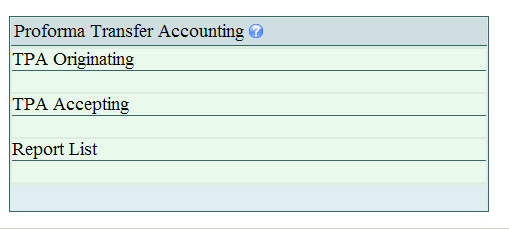 Proforma Transfer Accounting ?
TPA Originating
TPA Accepting
Report List